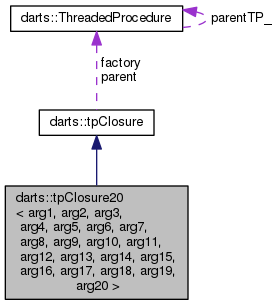 darts::ThreadedProcedure
parentTP_
factory
parent
darts::tpClosure
darts::tpClosure20
< arg1, arg2, arg3,
arg4, arg5, arg6, arg7,
arg8, arg9, arg10, arg11,
arg12, arg13, arg14, arg15,
arg16, arg17, arg18, arg19,
arg20 >